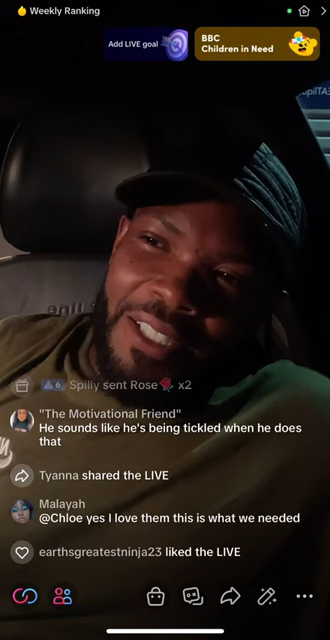 Weekly Ranking
Add LIVE goal
BBC
Children in Need
6 Spilly sent Rose x2
"The Motivational Friend"
He sounds like he's being tickled when he does
that
Tyanna shared the LIVE
Malayah
@Chloe yes I love them this is what we needed
earthsgreatestninja23 liked the LIVE